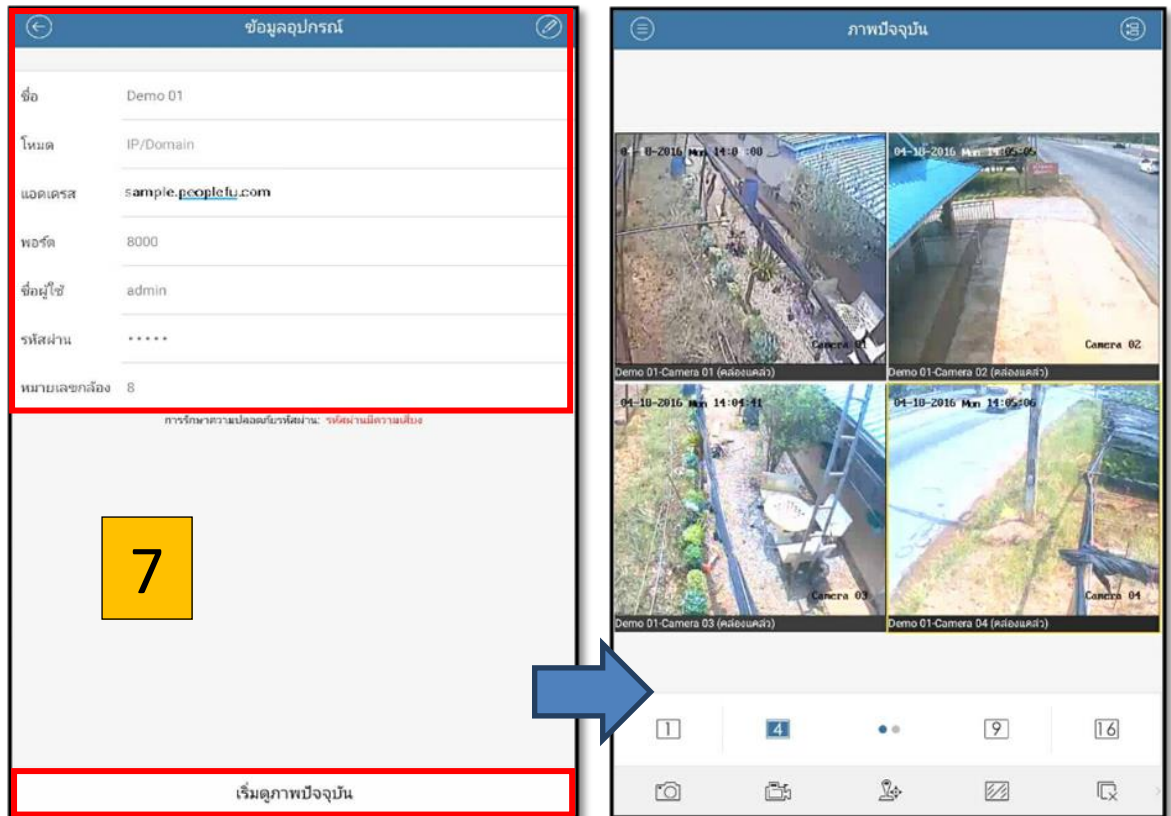 ข้อมูลอุปกรณ์
ชื่อ Demo 01
โหมด IP/Domain
แอดเดรส sample.peoplefu.com
พอร์ต 8000
ชื่อผู้ใช้ admin
รหัสผ่าน •••••
หมายเลขกล้อง 8
การรักษาความปลอดภัยรหัสผ่าน: รหัสผ่านมีความเสี่ยง
7
เริ่มดูภาพปัจจุบัน
ภาพปัจจุบัน
-2016 Mon 14:0 :00
04-18-2016 Mon 14:05:05
Camera 01
Camera 02
Demo 01-Camera 01 (คล่องแคล่ว)
Demo 01-Camera 02 (คล่องแคล่ว)
04-18-2016 Mon 14:04:41
04-18-2016 Mon 14:05:06
Camera 03
Camera 04
Demo 01-Camera 03 (คล่องแคล่ว)
Demo 01-Camera 04 (คล่องแคล่ว)
1 4 9 16